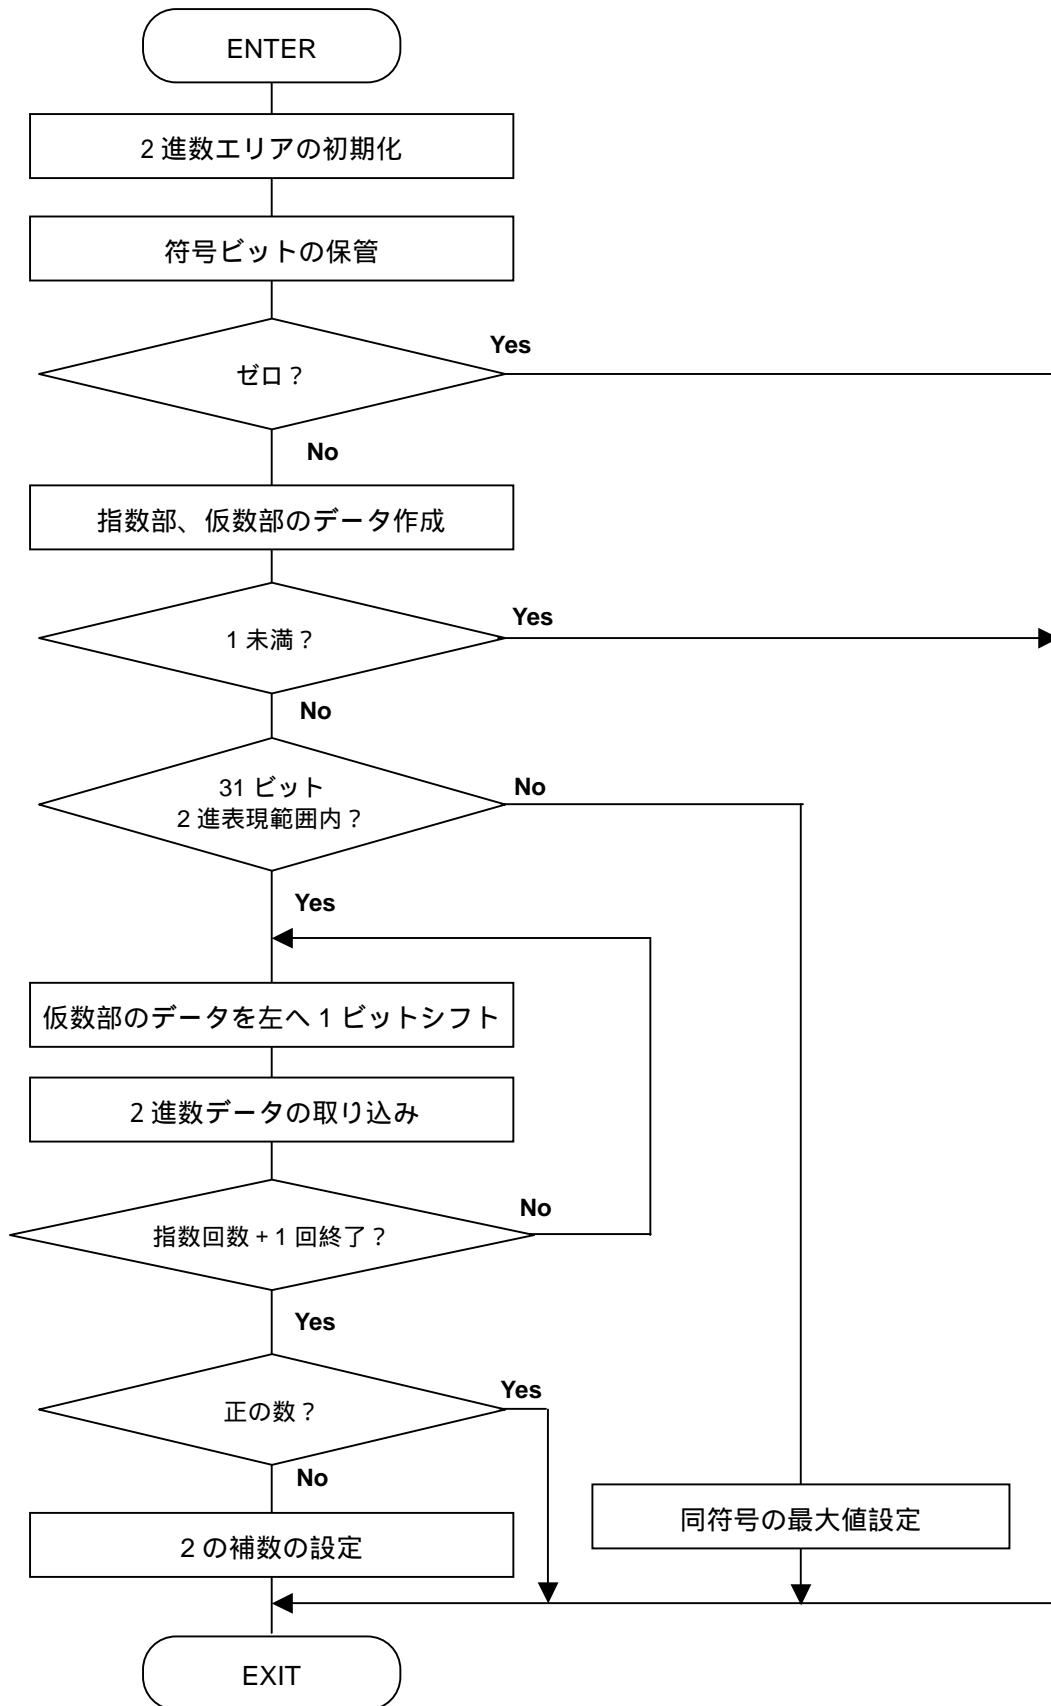 ENTER
2 進数エリアの初期化
符号ビットの保管
Yes
ゼロ？
No
指数部、仮数部のデータ作成
Yes
1 未満？
No
31 ビット
2 進表現範囲内？
No
Yes
仮数部のデータを左へ 1 ビットシフト
2 進数データの取り込み
No
指数回数 + 1 回終了？
Yes
Yes
正の数？
No
同符号の最大値設定
2 の補数の設定
EXIT